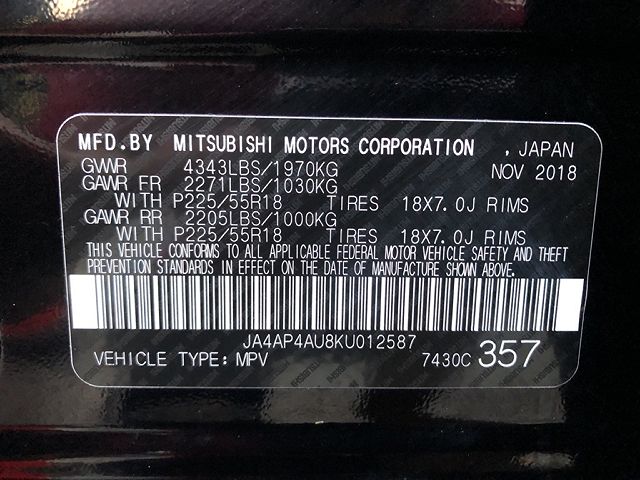 MFD.BY MITSUBISHI MOTORS CORPORATION , JAPAN
GVWR 4343LBS/1970KG NOV 2018
GAWR FR 2271LBS/1030KG
WITH P225/55R18 TIRES 18X7.0J RIMS
GAWR RR 2205LBS/1000KG
WITH P225/55R18 TIRES 18X7.0J RIMS
THIS VEHICLE CONFORMS TO ALL APPLICABLE FEDERAL MOTOR VEHICLE SAFETY AND THEFT
PREVENTION STANDARDS IN EFFECT ON THE DATE OF MANUFACTURE SHOWN ABOVE.
JA4AP4AU8KU012587
VEHICLE TYPE: MPV 7430C 357